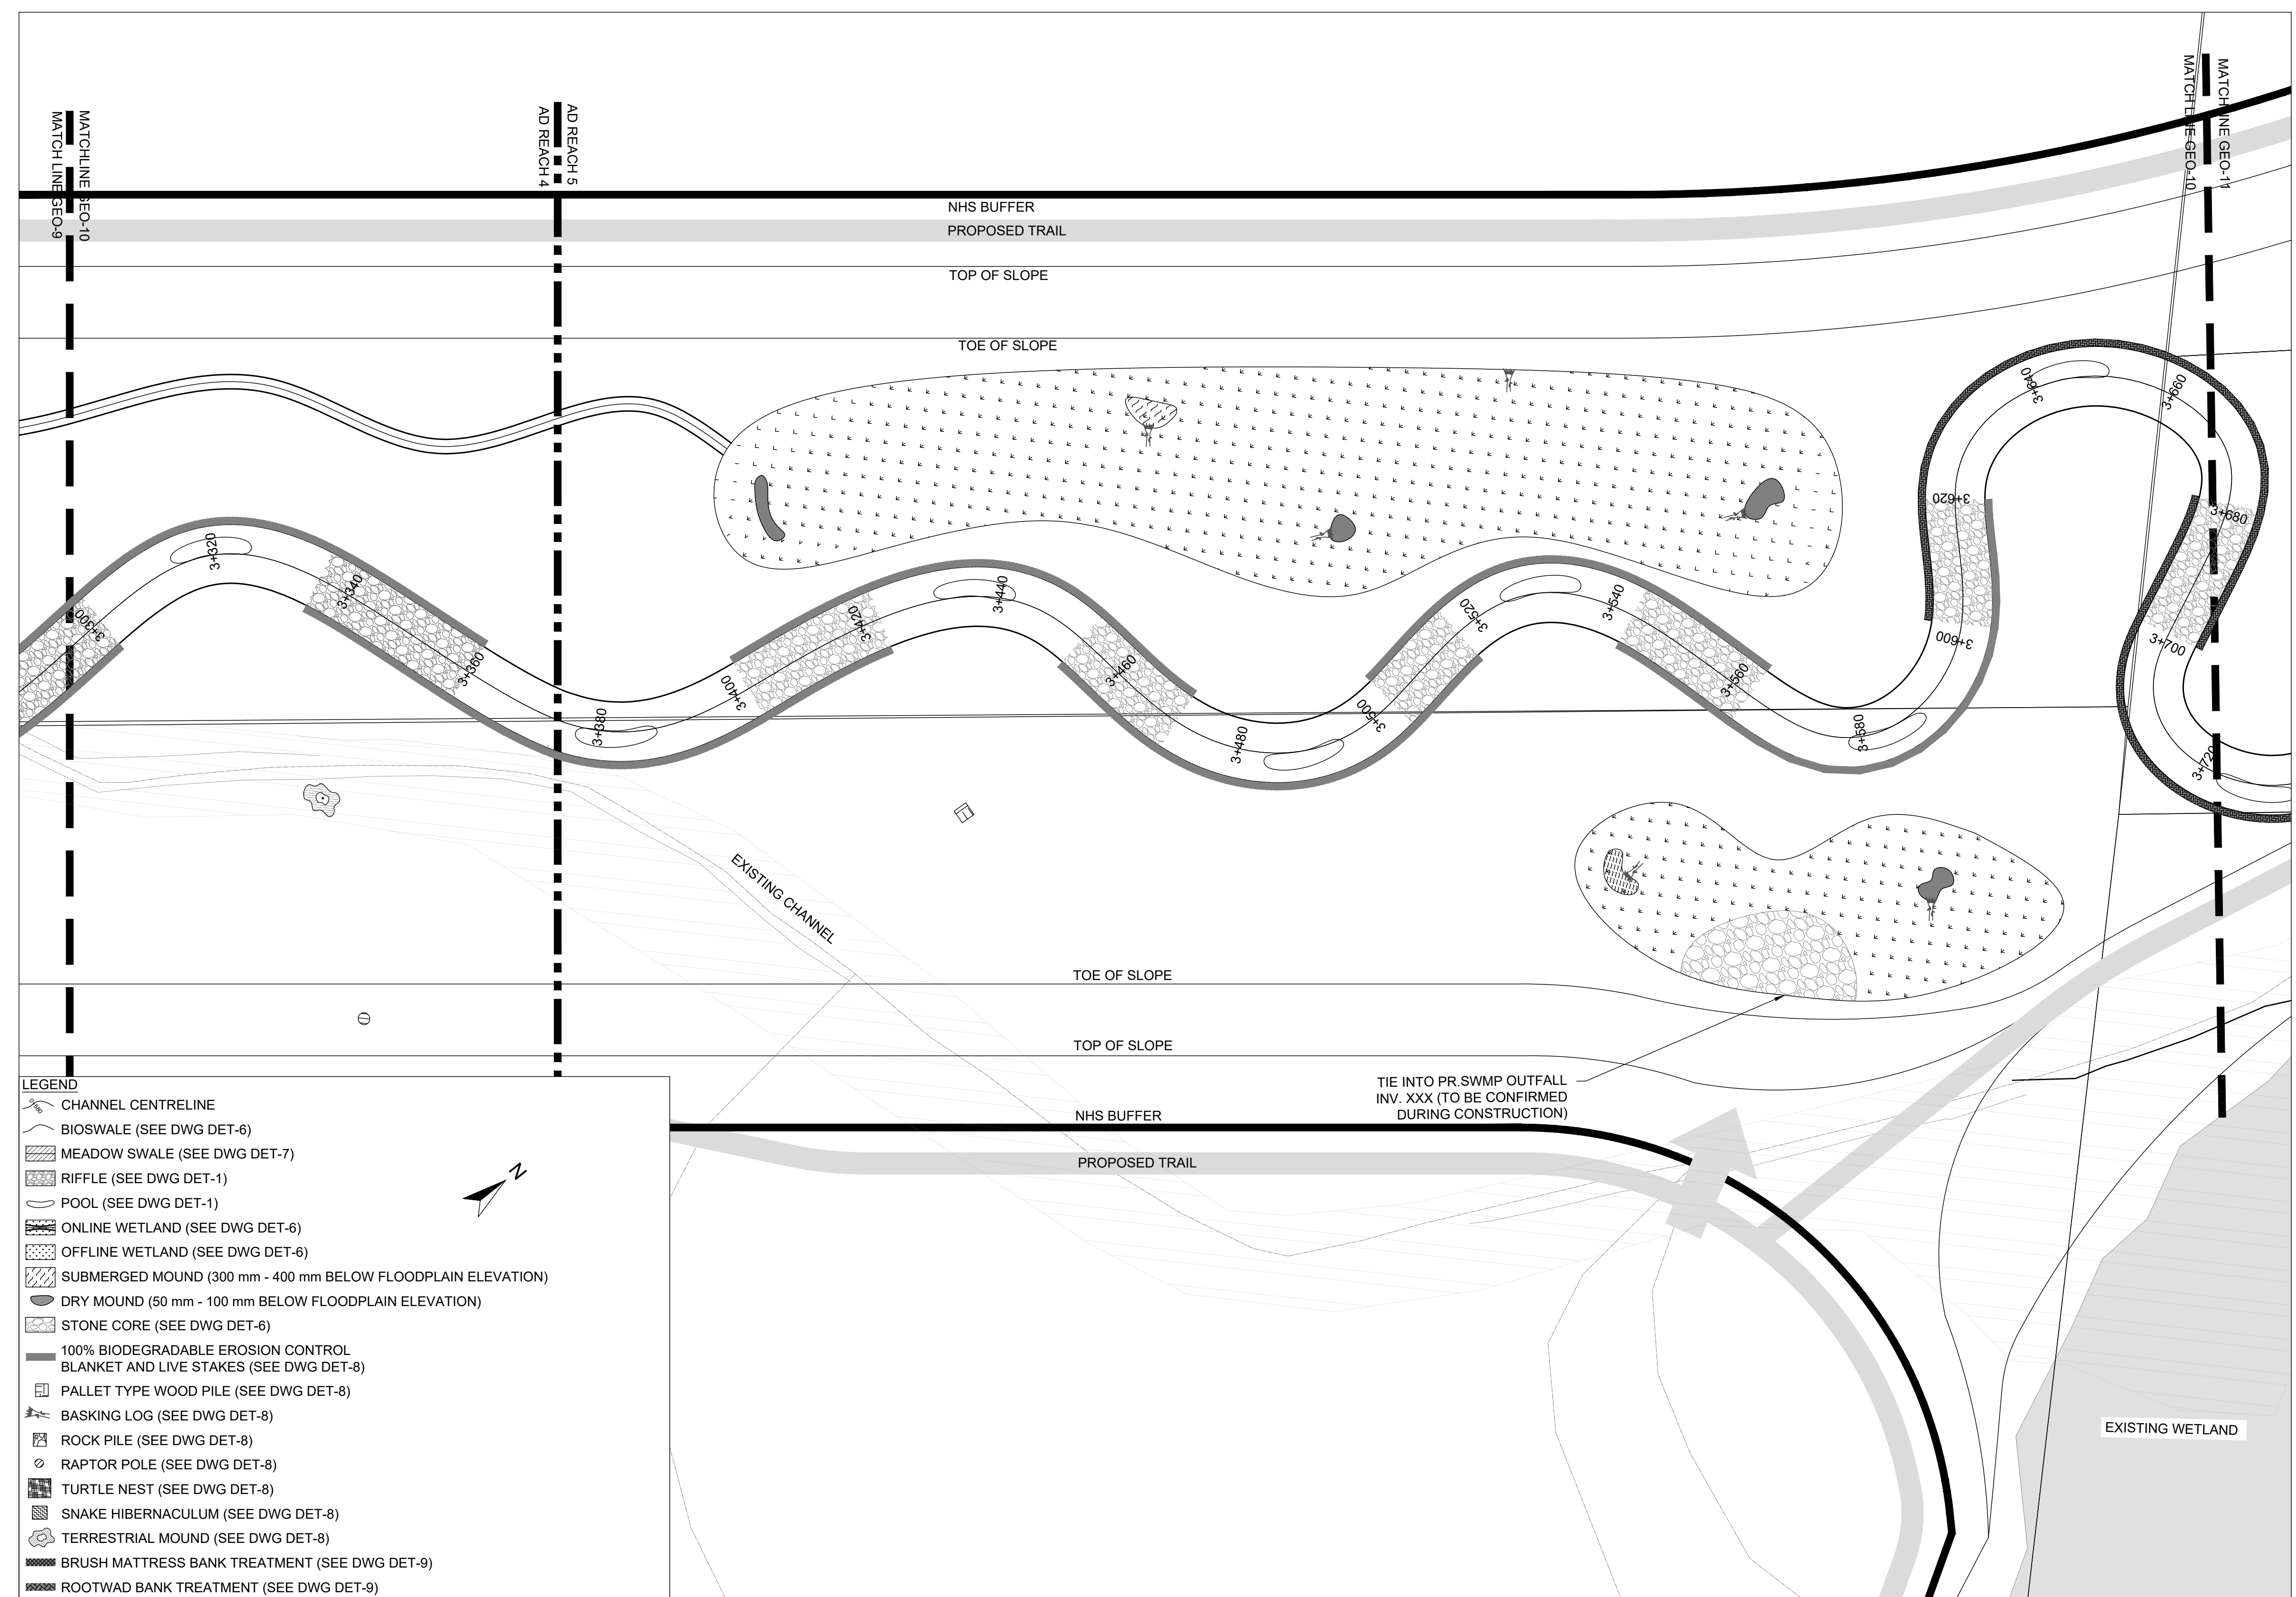 MATCH LINE GEO-9
MATCHLINE GEO-10
AD REACH 4
AD REACH 5
MATCH LINE GEO-10
MATCHLINE GEO-11
NHS BUFFER
PROPOSED TRAIL
TOP OF SLOPE
TOE OF SLOPE
3+300
3+320
3+340
3+360
3+380
3+400
3+420
3+440
3+460
3+480
3+500
3+520
3+540
3+560
3+580
3+600
3+620
3+640
3+660
3+680
3+700
3+720
EXISTING CHANNEL
TOE OF SLOPE
TOP OF SLOPE
TIE INTO PR.SWMP OUTFALL
INV. XXX (TO BE CONFIRMED
DURING CONSTRUCTION)
NHS BUFFER
PROPOSED TRAIL
EXISTING WETLAND
N
LEGEND
CHANNEL CENTRELINE
BIOSWALE (SEE DWG DET-6)
MEADOW SWALE (SEE DWG DET-7)
RIFFLE (SEE DWG DET-1)
POOL (SEE DWG DET-1)
ONLINE WETLAND (SEE DWG DET-6)
OFFLINE WETLAND (SEE DWG DET-6)
SUBMERGED MOUND (300 mm - 400 mm BELOW FLOODPLAIN ELEVATION)
DRY MOUND (50 mm - 100 mm BELOW FLOODPLAIN ELEVATION)
STONE CORE (SEE DWG DET-6)
100% BIODEGRADABLE EROSION CONTROL
BLANKET AND LIVE STAKES (SEE DWG DET-8)
PALLET TYPE WOOD PILE (SEE DWG DET-8)
BASKING LOG (SEE DWG DET-8)
ROCK PILE (SEE DWG DET-8)
RAPTOR POLE (SEE DWG DET-8)
TURTLE NEST (SEE DWG DET-8)
SNAKE HIBERNACULUM (SEE DWG DET-8)
TERRESTRIAL MOUND (SEE DWG DET-8)
BRUSH MATTRESS BANK TREATMENT (SEE DWG DET-9)
ROOTWAD BANK TREATMENT (SEE DWG DET-9)